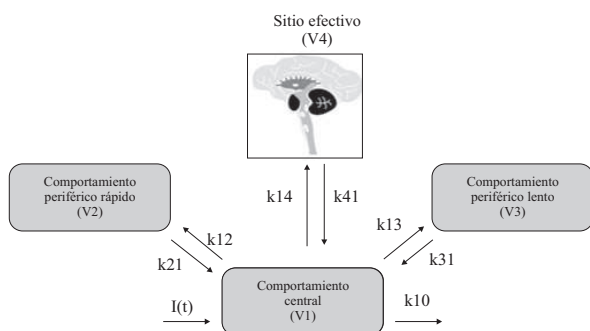 Sitio efectivo
(V4)
k14
k41
Comportamiento
periférico rápido
(V2)
Comportamiento
periférico lento
(V3)
k12
k21
k13
k31
I(t)
Comportamiento
central
(V1)
k10